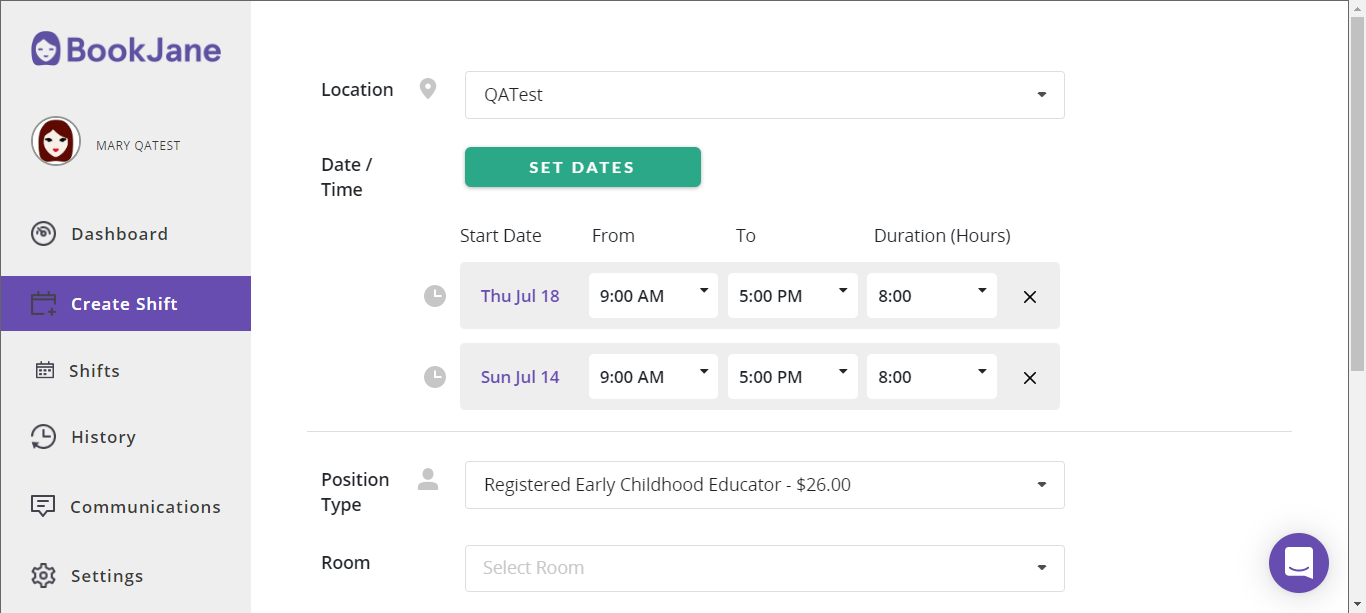 BookJane
MARY QATEST
Dashboard
Create Shift
Shifts
History
Communications
Settings
Location
QATest
Date /
Time
SET DATES
Start Date From To Duration (Hours)
Thu Jul 18 9:00 AM 5:00 PM 8:00
Sun Jul 14 9:00 AM 5:00 PM 8:00
Position
Type
Registered Early Childhood Educator - $26.00
Room
Select Room